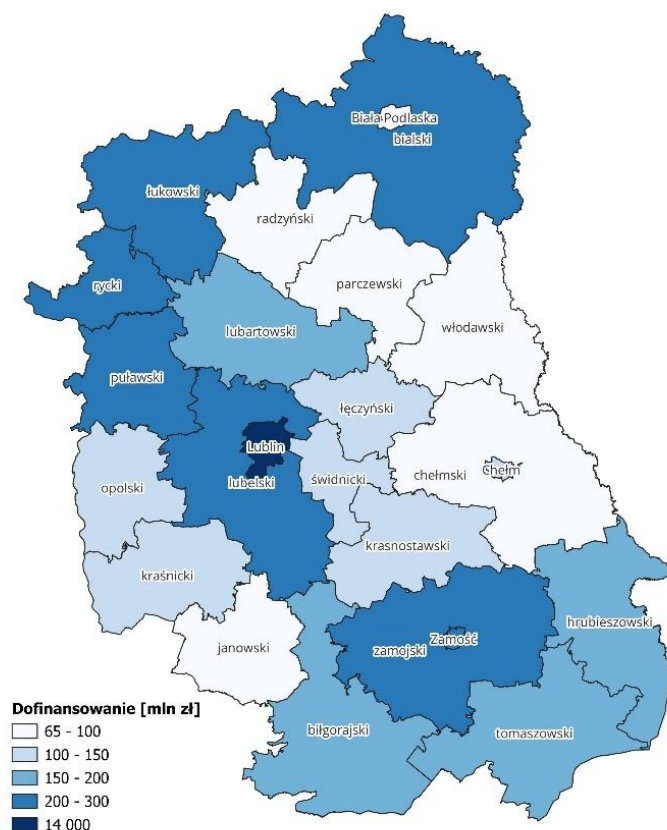 Biała Podlaska
bialski
łukowski
radzyński
rycki
parczewski
włodawski
lubartowski
puławski
łęczyński
Lublin
Chełm
chełmski
lubelski
świdnicki
opolski
krasnostawski
kraśnicki
hrubieszowski
Zamość
zamojski
janowski
biłgorajski
tomaszowski
Dofinansowanie [mln zł]
65 - 100
100 - 150
150 - 200
200 - 300
14 000